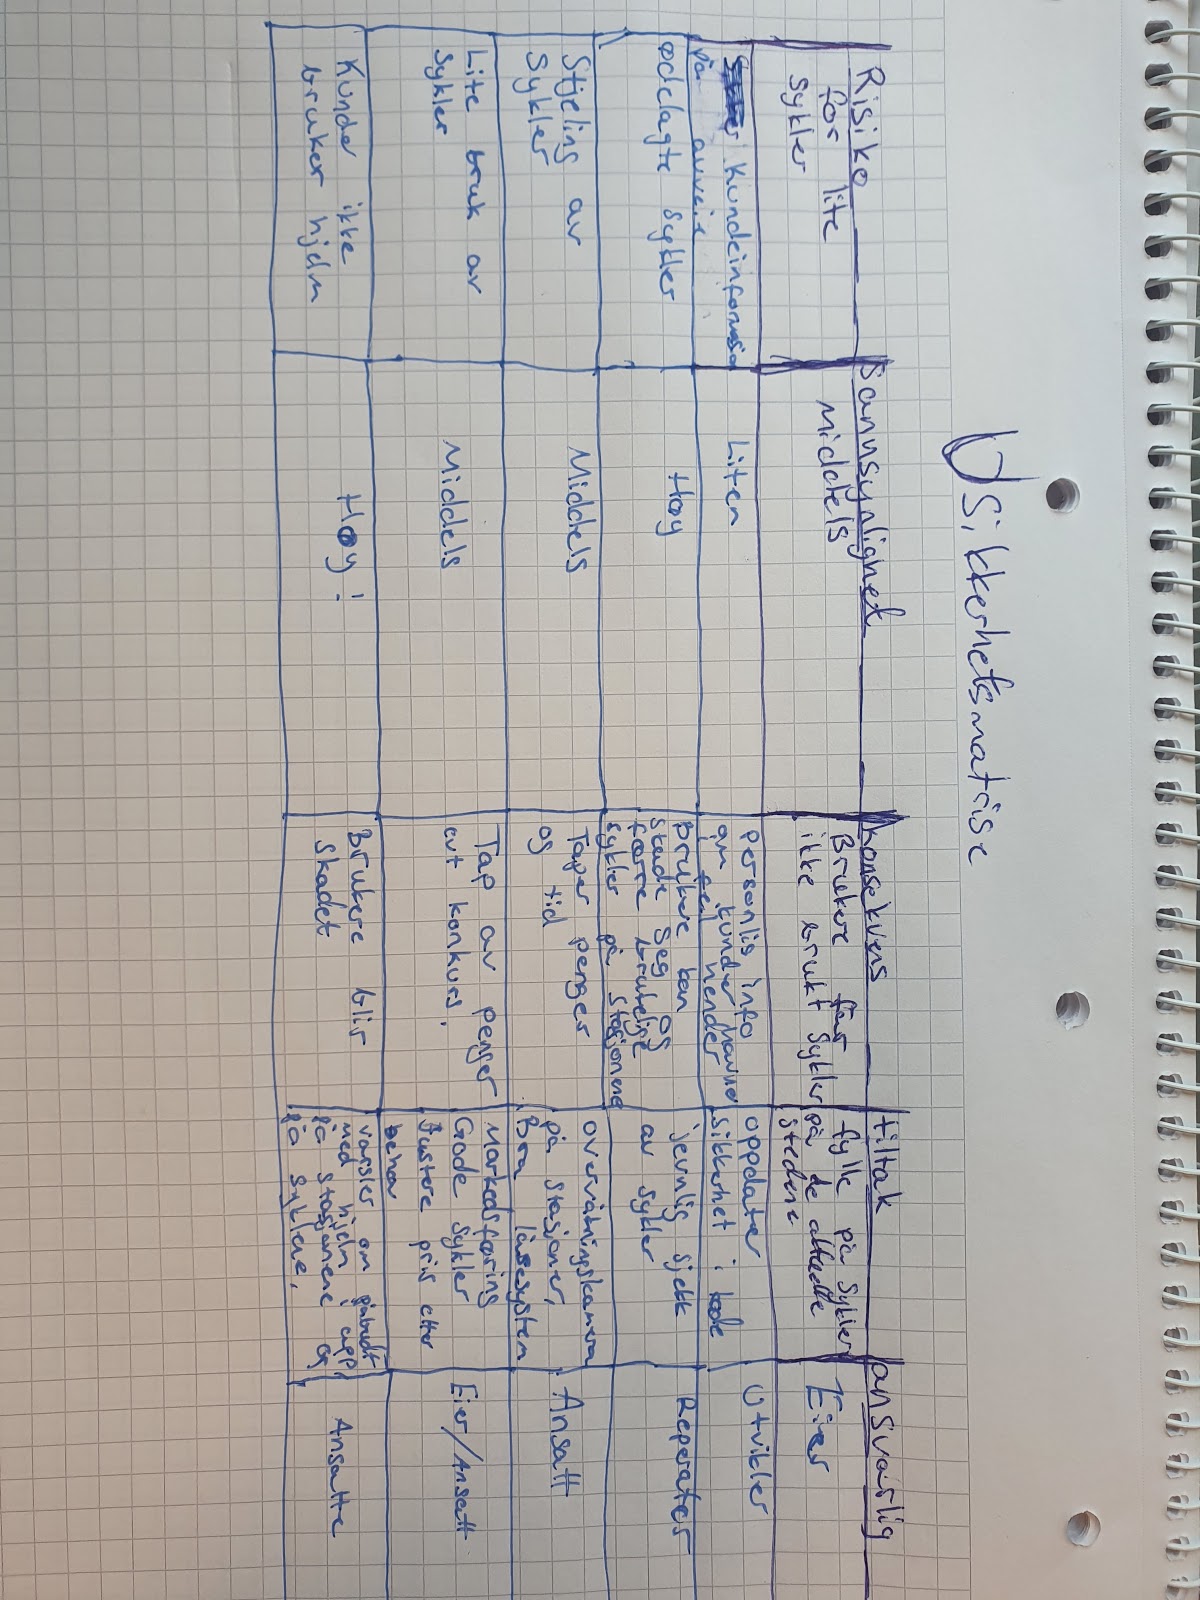 Usikkerhetsmatrise
Risiko
Sannsynlighet
konsekvens
tiltak
ansvarlig
for lite
sykler
Middels
Brukere får
ikke brukt sykler
fylle på sykler
på de aktuelle
stedene
Eier
Kundeinformasjon
på avveie
Liten
personlig info
om kunder havne
i feil hender
oppdater
sikkerhet i kode
Utvikler
ødelagte sykler
Høy
Brukere kan
skade seg og
færre brukelige
sykler på stasjonene
jevnlig sjekk
av sykler
Reperatør
Stjeling av
sykler
Middels
Taper penger
og tid
overvåtningskamera
på stasjoner,
Bra låsesystem
Ansatt
Lite bruk av
sykler
Middels
Tap av penger
evt konkurs.
markedsføring
Gode sykler
Justere pris etter
behov
Eier/Ansatt
Kunder ikke
bruker hjelm
Høy!
Brukere blir
skadet
varsler om påbudt
med hjelm i app,
på stasjonene og
på syklene.
Ansatte